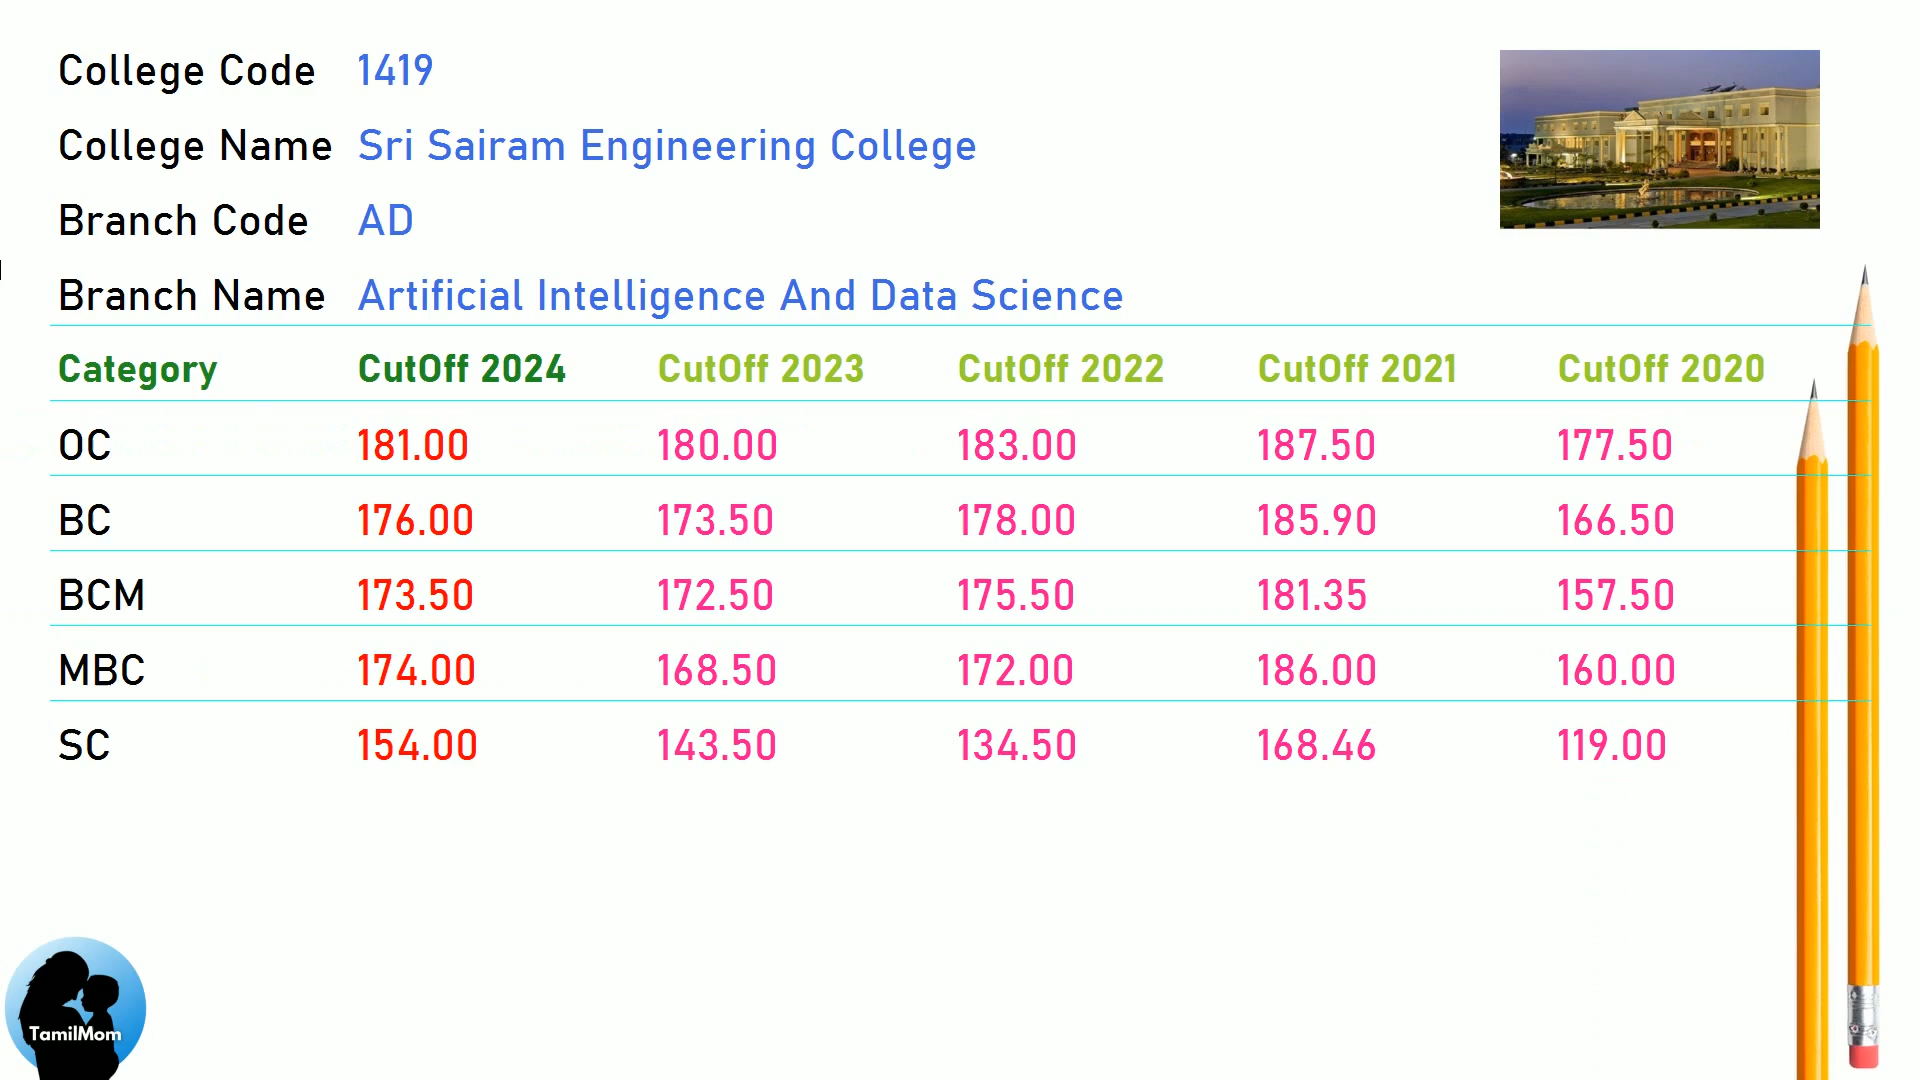 College Code 1419
College Name Sri Sairam Engineering College
Branch Code AD
Branch Name Artificial Intelligence And Data Science
Category CutOff 2024 CutOff 2023 CutOff 2022 CutOff 2021 CutOff 2020
OC 181.00 180.00 183.00 187.50 177.50
BC 176.00 173.50 178.00 185.90 166.50
BCM 173.50 172.50 175.50 181.35 157.50
MBC 174.00 168.50 172.00 186.00 160.00
SC 154.00 143.50 134.50 168.46 119.00
TamilMom